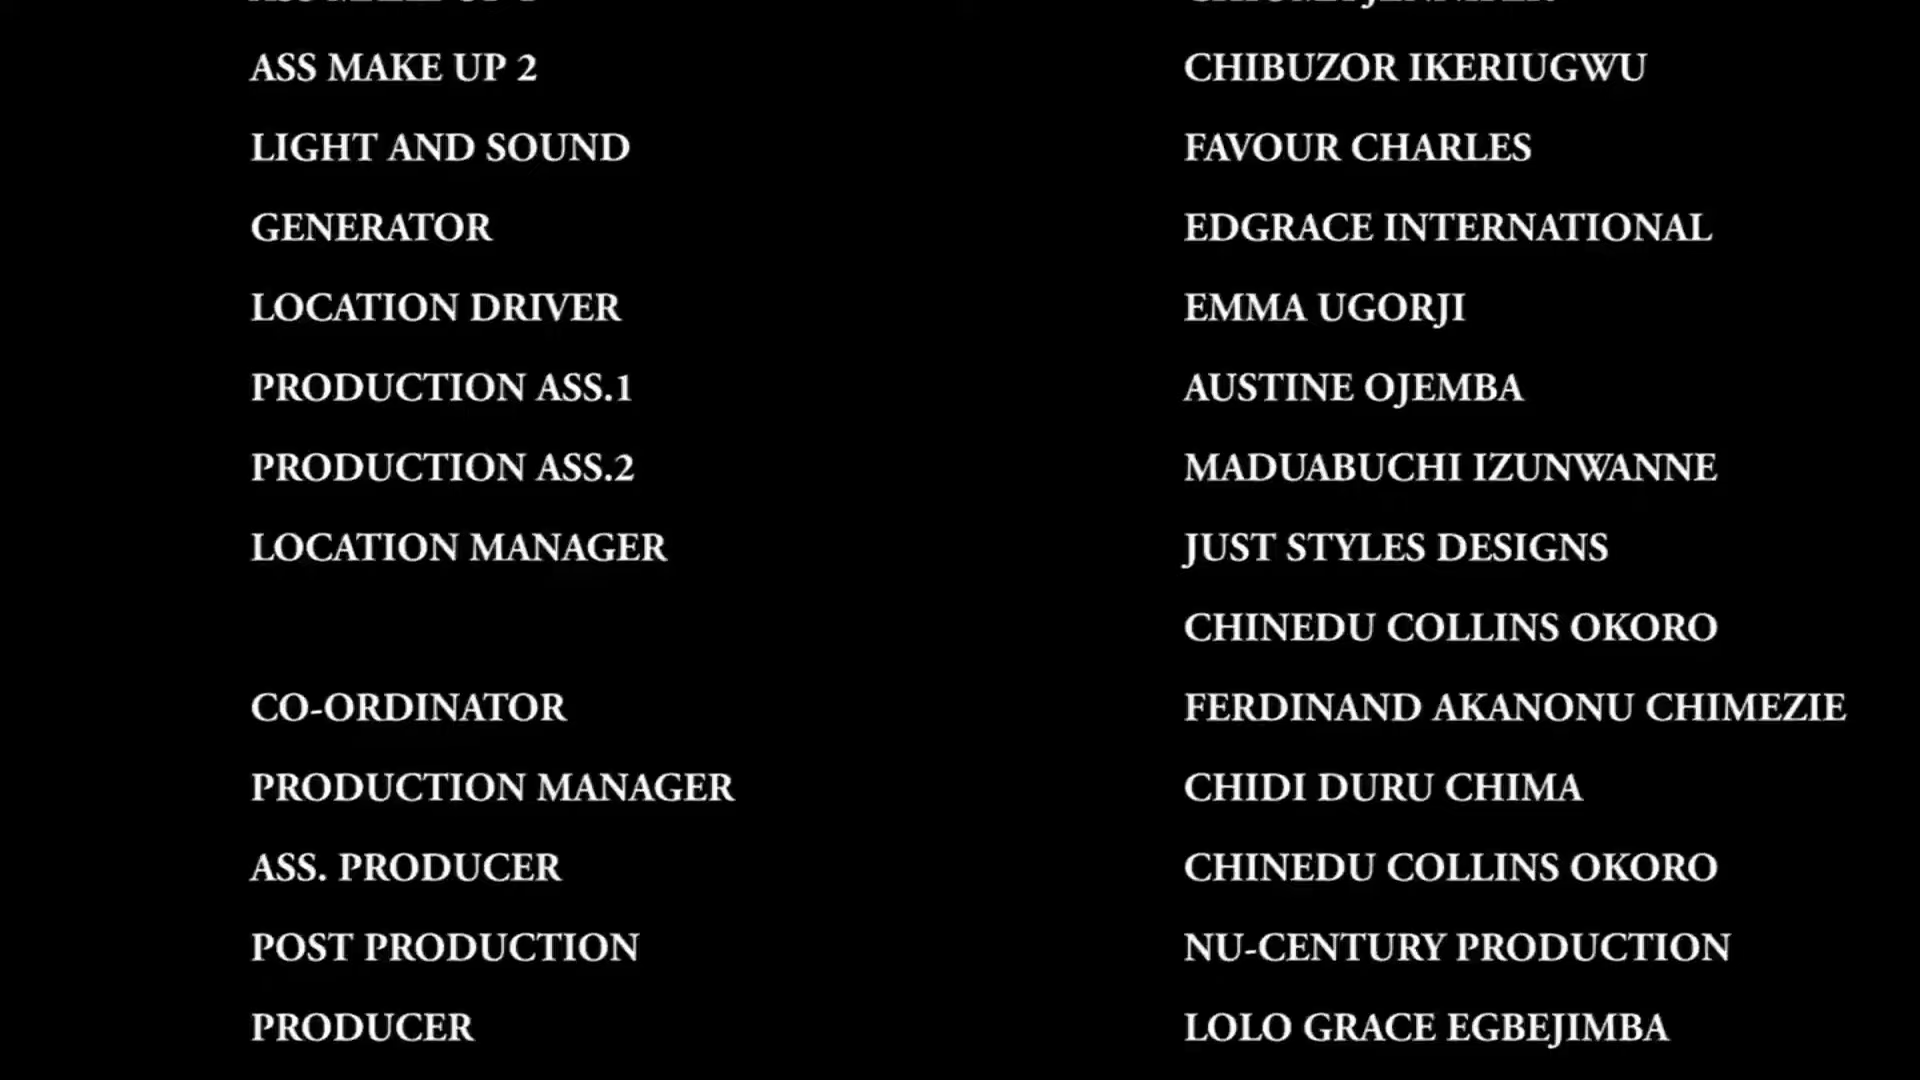 ASS MAKE UP 2 CHIBUZOR IKERIUGWU
LIGHT AND SOUND FAVOUR CHARLES
GENERATOR EDGRACE INTERNATIONAL
LOCATION DRIVER EMMA UGORJI
PRODUCTION ASS.1 AUSTINE OJEMBA
PRODUCTION ASS.2 MADUABUCHI IZUNWANNE
LOCATION MANAGER JUST STYLES DESIGNS
CHINEDU COLLINS OKORO
CO-ORDINATOR FERDINAND AKANONU CHIMEZIE
PRODUCTION MANAGER CHIDI DURU CHIMA
ASS. PRODUCER CHINEDU COLLINS OKORO
POST PRODUCTION NU-CENTURY PRODUCTION
PRODUCER LOLO GRACE EGBEJIMBA